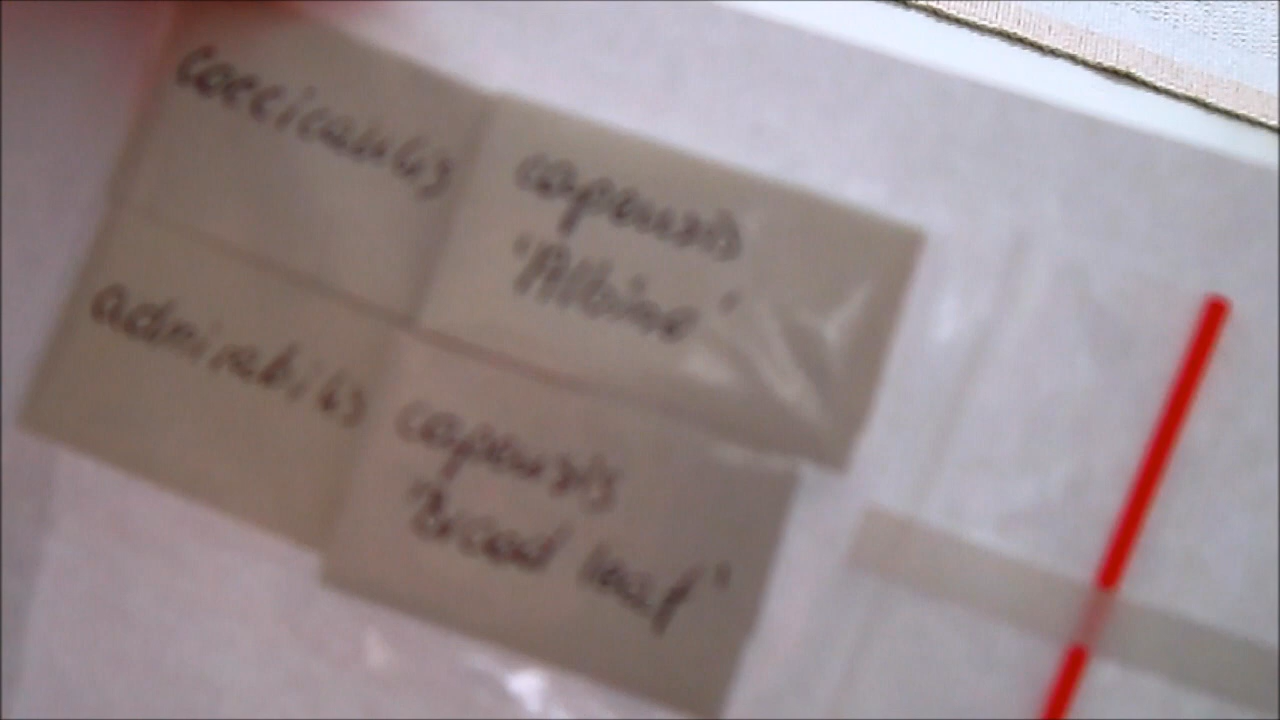 coccicaulis
capensis
"Albino"
admirabilis
capensis
"Broad leaf"